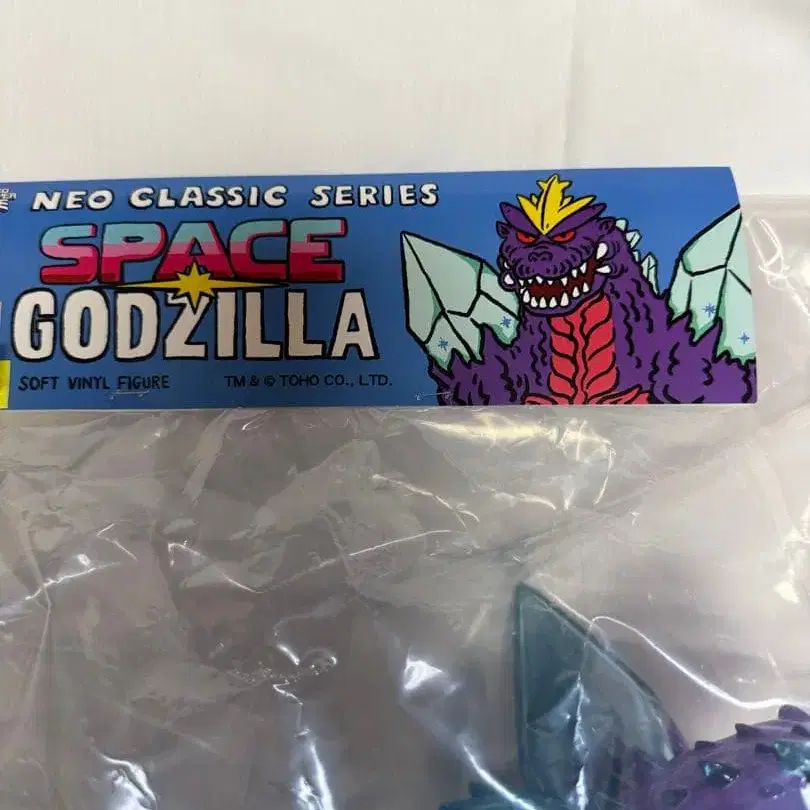 NEO CLASSIC SERIES
SPACE
GODZILLA
SOFT VINYL FIGURE
TM & © TOHO CO., LTD.